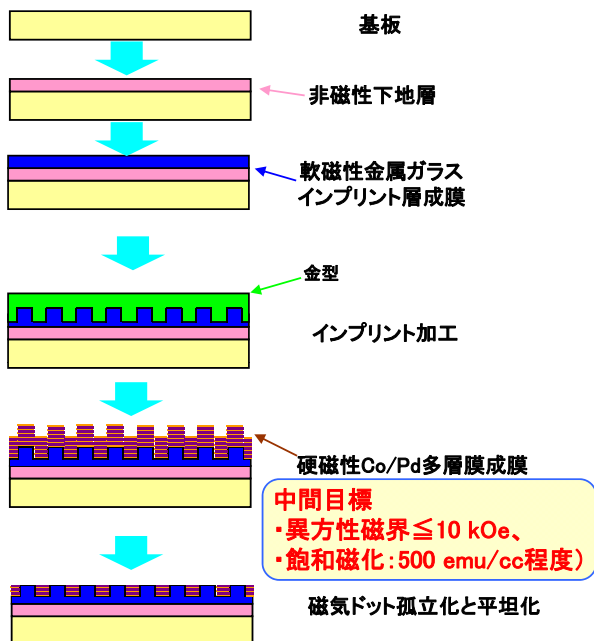 基板
非磁性下地層
軟磁性金属ガラス
インプリント層成膜
金型
インプリント加工
硬磁性Co/Pd多層膜成膜
中間目標
・異方性磁界≦10 kOe、
・飽和磁化：500 emu/cc程度）
磁気ドット孤立化と平坦化